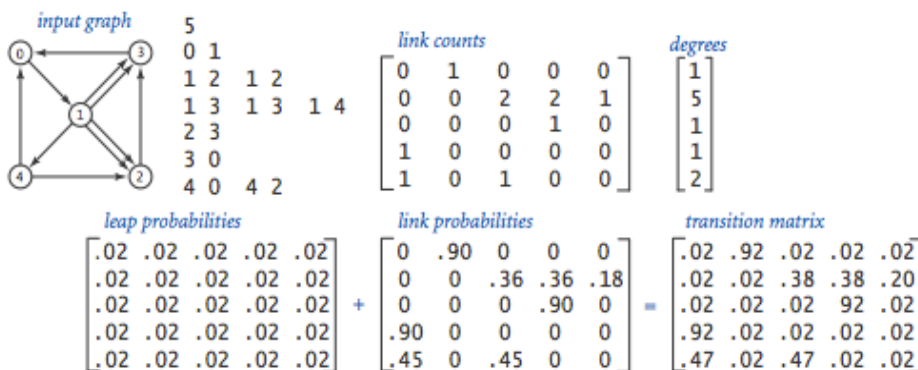 input graph
0
3
1
4
2
5
0 1
1 2 1 2
1 3 1 3 1 4
2 3
3 0
4 0 4 2
link counts
0 1 0 0 0
0 0 2 2 1
0 0 0 1 0
1 0 0 0 0
1 0 1 0 0
degrees
1
5
1
1
2
leap probabilities
.02 .02 .02 .02 .02
.02 .02 .02 .02 .02
.02 .02 .02 .02 .02
.02 .02 .02 .02 .02
.02 .02 .02 .02 .02
+
link probabilities
0 .90 0 0 0
0 0 .36 .36 .18
0 0 0 .90 0
.90 0 0 0 0
.45 0 .45 0 0
=
transition matrix
.02 .92 .02 .02 .02
.02 .02 .38 .38 .20
.02 .02 .02 92 .02
.92 .02 .02 .02 .02
.47 .02 .47 .02 .02